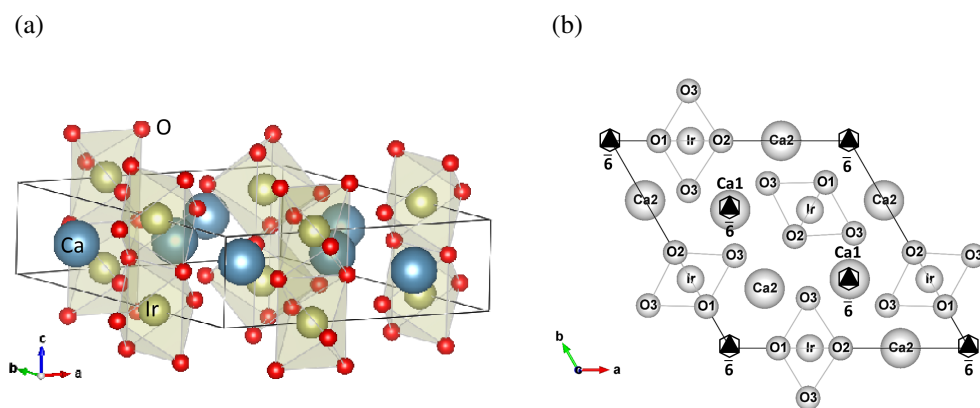 (a)
O
Ca
Ir
c
b
a
(b)
O3
O1 Ir O2 Ca2
6̅ 6̅
O3
Ca1 O3 O1
Ca2 Ir Ca2
6̅
O2 O3
O2 O3 Ca1 O2 O3
Ir Ir
Ca2 6̅
O3 O1 O3 O3 O1
b
O1 Ir O2 Ca2
6̅ 6̅
a
O3